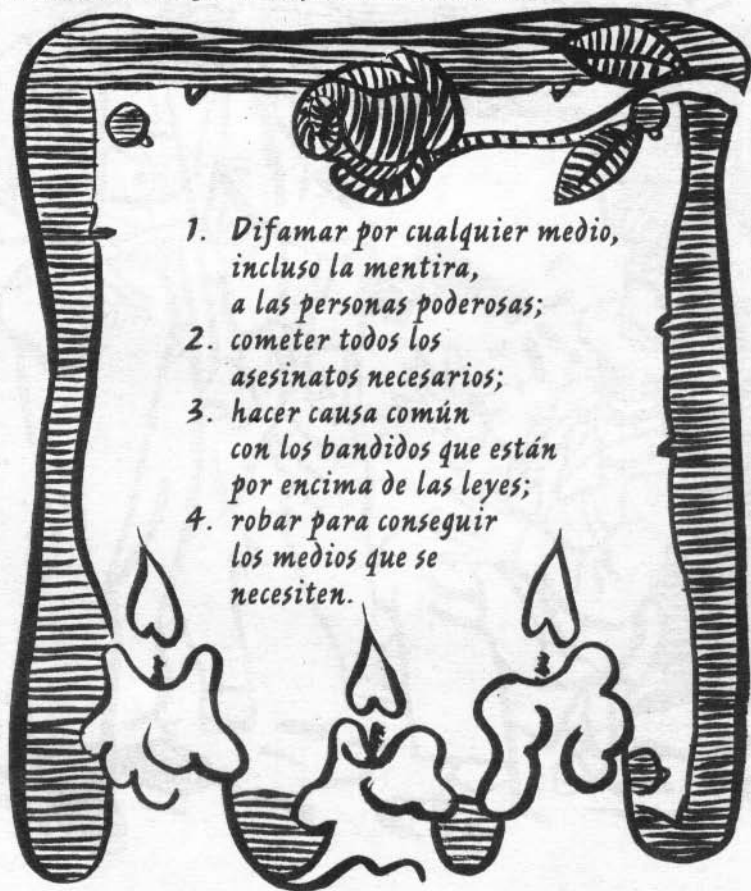 1. Difamar por cualquier medio,
incluso la mentira,
a las personas poderosas;
2. cometer todos los
asesinatos necesarios;
3. hacer causa común
con los bandidos que están
por encima de las leyes;
4. robar para conseguir
los medios que se
necesiten.